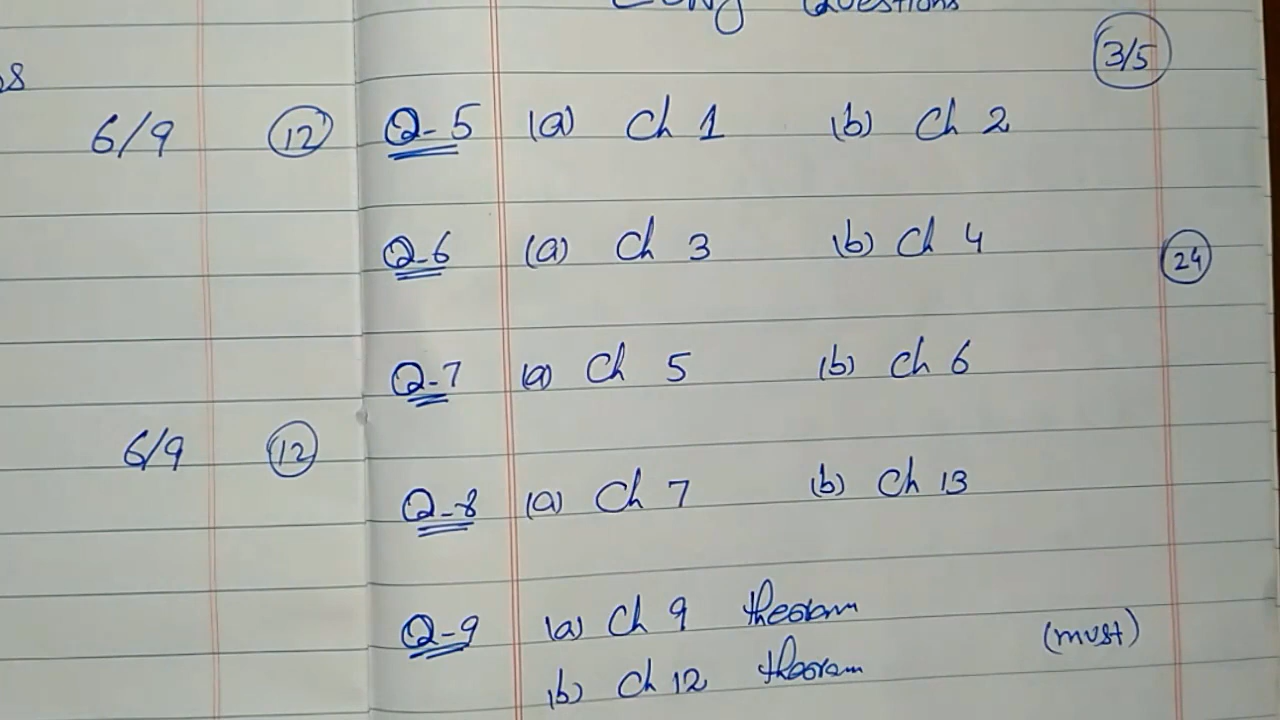 Long Questions
3/5
8
6/9 12
Q-5 (a) Ch 1 (b) Ch 2
Q-6 (a) Ch 3 (b) Ch 4
24
Q-7 (a) Ch 5 (b) Ch 6
6/9 12
Q-8 (a) Ch 7 (b) Ch 13
Q-9 (a) Ch 9 theorem
(must)
(b) Ch 12 theorem